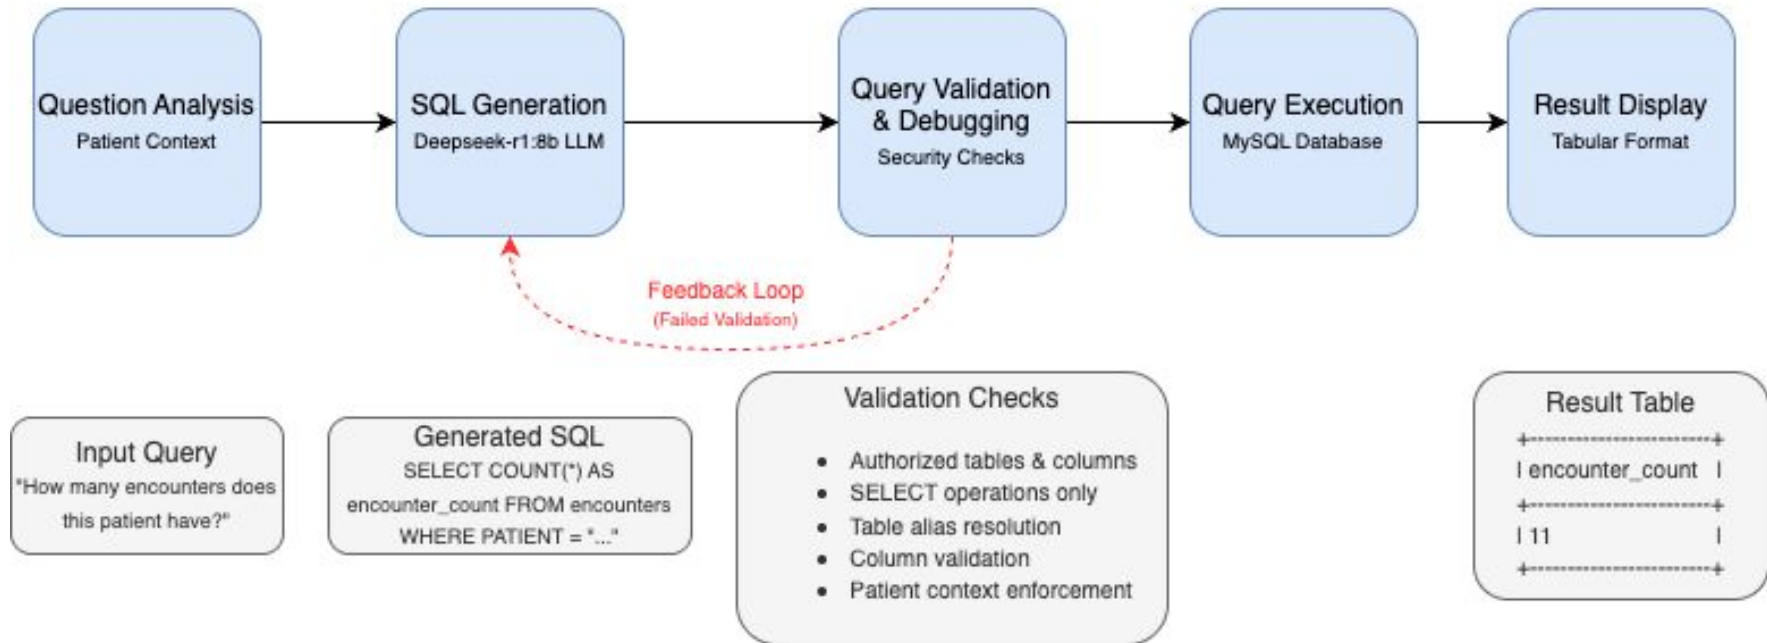 Question Analysis
Patient Context
SQL Generation
Deepseek-r1:8b LLM
Query Validation
& Debugging
Security Checks
Query Execution
MySQL Database
Result Display
Tabular Format
Feedback Loop
(Failed Validation)
Input Query
"How many encounters does
this patient have?"
Generated SQL
SELECT COUNT(*) AS
encounter_count FROM encounters
WHERE PATIENT = "..."
Validation Checks
• Authorized tables & columns
• SELECT operations only
• Table alias resolution
• Column validation
• Patient context enforcement
Result Table
+-----------------------+
| encounter_count |
+-----------------------+
| 11 |
+-----------------------+